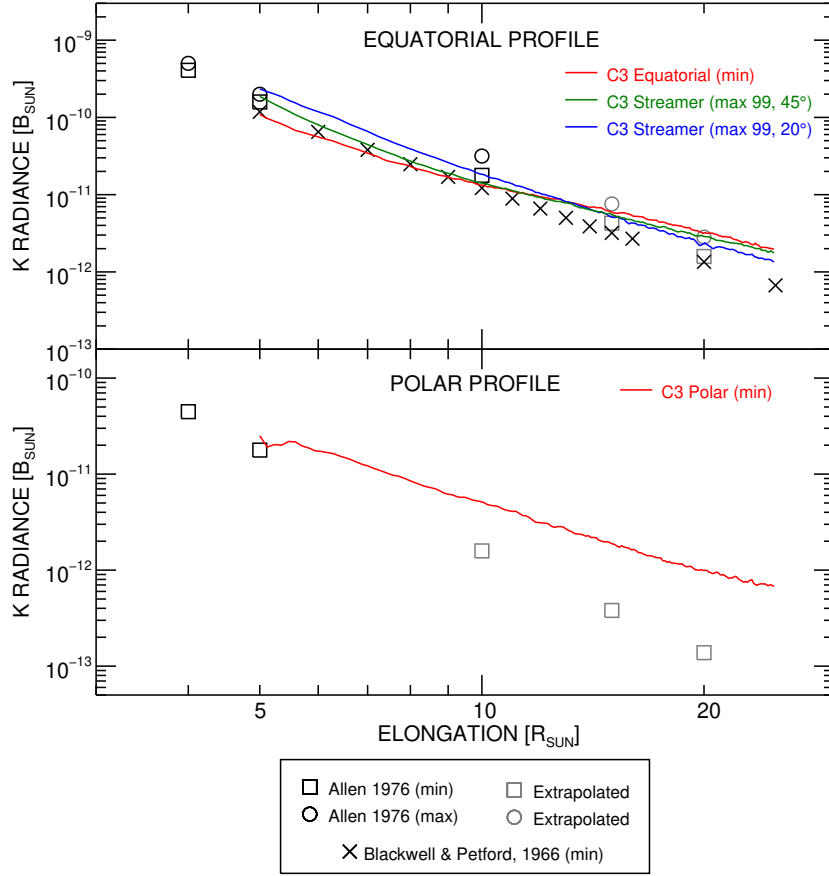 EQUATORIAL PROFILE
C3 Equatorial (min)
C3 Streamer (max 99, 45°)
C3 Streamer (max 99, 20°)
K RADIANCE [B_SUN]
10^-9
10^-10
10^-11
10^-12
10^-13
POLAR PROFILE
C3 Polar (min)
K RADIANCE [B_SUN]
10^-10
10^-11
10^-12
10^-13
5 10 20
ELONGATION [R_SUN]
Allen 1976 (min) Extrapolated
Allen 1976 (max) Extrapolated
Blackwell & Petford, 1966 (min)